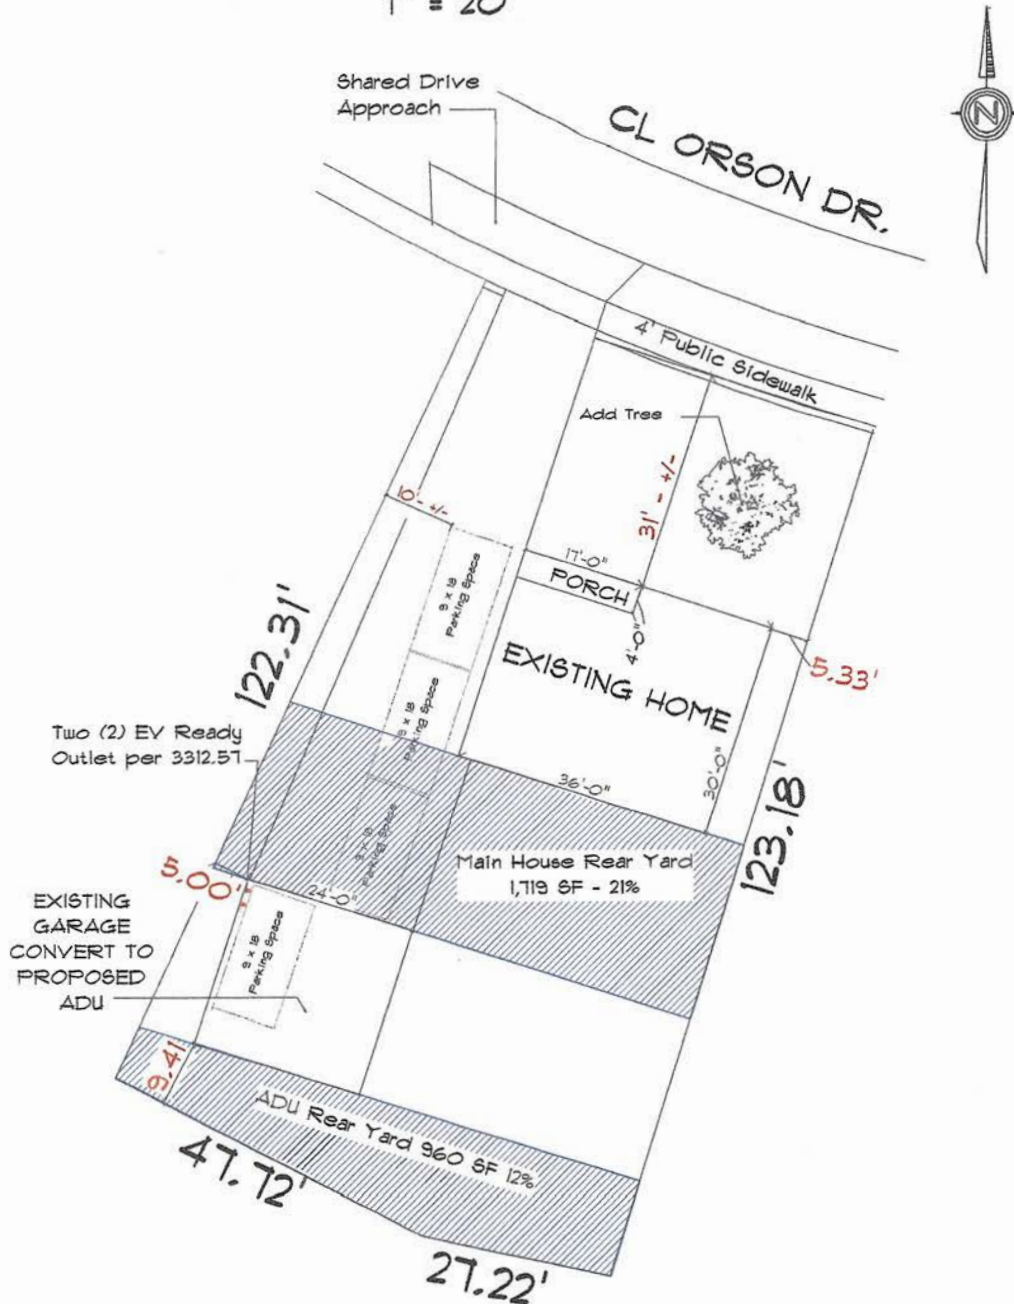 1" = 20'
Shared Drive
Approach
CL ORSON DR.
N
4' Public Sidewalk
Add Tree
31' - +/-
10'- +/-
17'-0"
PORCH
4'-0"
9 x 18
Parking Space
EXISTING HOME
5.33'
122.31'
9 x 18
Parking Space
Two (2) EV Ready
Outlet per 3312.57
36'-0"
30'-0"
123.18'
9 x 18
Parking Space
Main House Rear Yard
1,719 SF - 21%
5.00'
24'-0"
EXISTING
GARAGE
CONVERT TO
PROPOSED
ADU
9 x 18
Parking Space
9.41
ADU Rear Yard 960 SF 12%
47.72'
27.22'